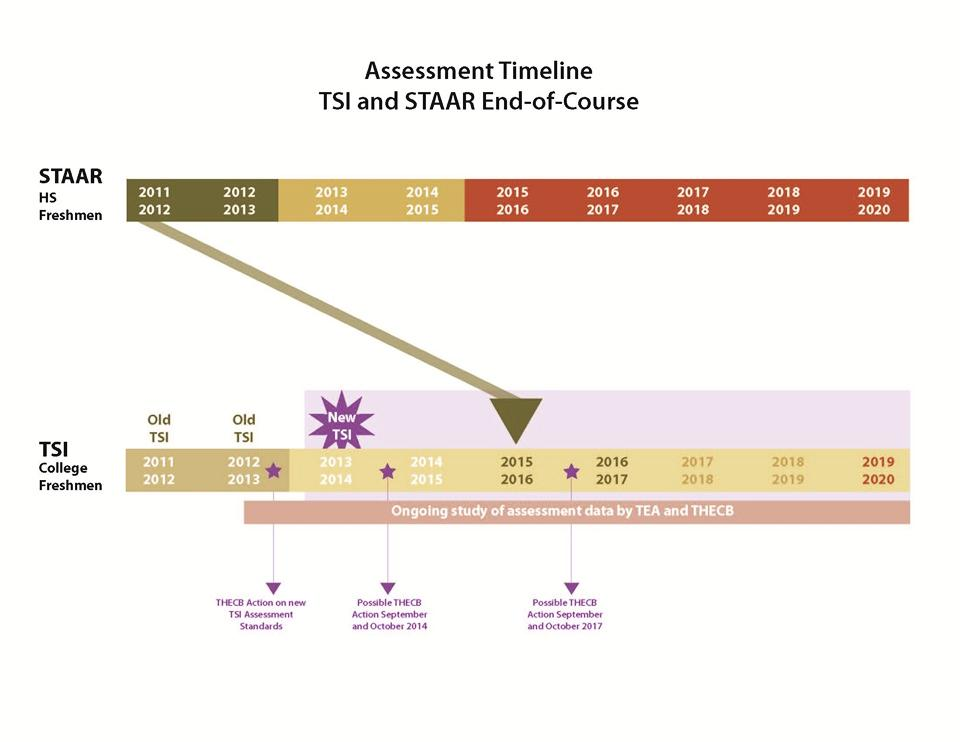 Assessment Timeline
TSI and STAAR End-of-Course
STAAR
HS
Freshmen
2011 2012 2013 2014 2015 2016 2017 2018 2019
2012 2013 2014 2015 2016 2017 2018 2019 2020
Old Old New
TSI TSI TSI
TSI
College
Freshmen
2011 2012 2013 2014 2015 2016 2017 2018 2019
2012 2013 2014 2015 2016 2017 2018 2019 2020
Ongoing study of assessment data by TEA and THECB
THECB Action on new
TSI Assessment
Standards
Possible THECB
Action September
and October 2014
Possible THECB
Action September
and October 2017